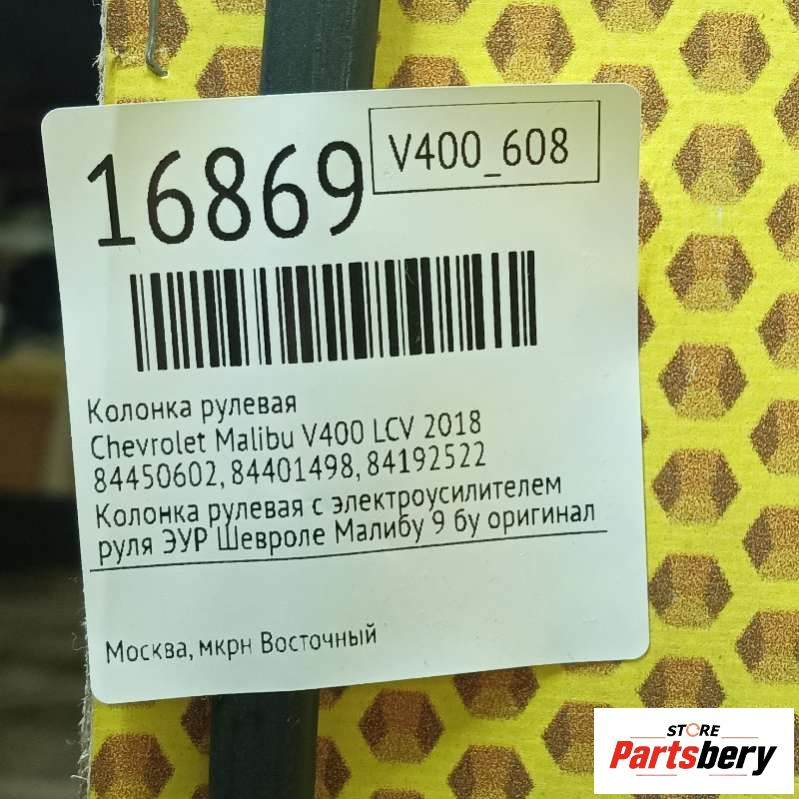 16869
V400_608
Колонка рулевая
Chevrolet Malibu V400 LCV 2018
84450602, 84401498, 84192522
Колонка рулевая с электроусилителем
руля ЭУР Шевроле Малибу 9 бу оригинал
Москва, мкрн Восточный
STORE
Partsbery